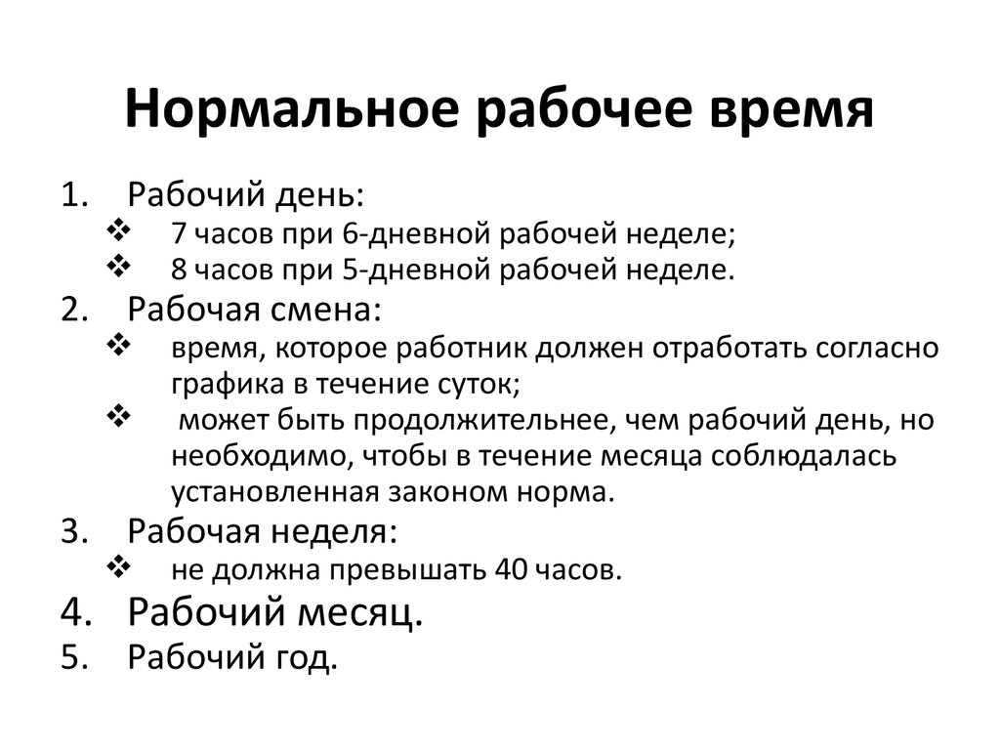 Нормальное рабочее время
1. Рабочий день:
❖ 7 часов при 6-дневной рабочей неделе;
❖ 8 часов при 5-дневной рабочей неделе.
2. Рабочая смена:
❖ время, которое работник должен отработать согласно
графика в течение суток;
❖ может быть продолжительнее, чем рабочий день, но
необходимо, чтобы в течение месяца соблюдалась
установленная законом норма.
3. Рабочая неделя:
❖ не должна превышать 40 часов.
4. Рабочий месяц.
5. Рабочий год.